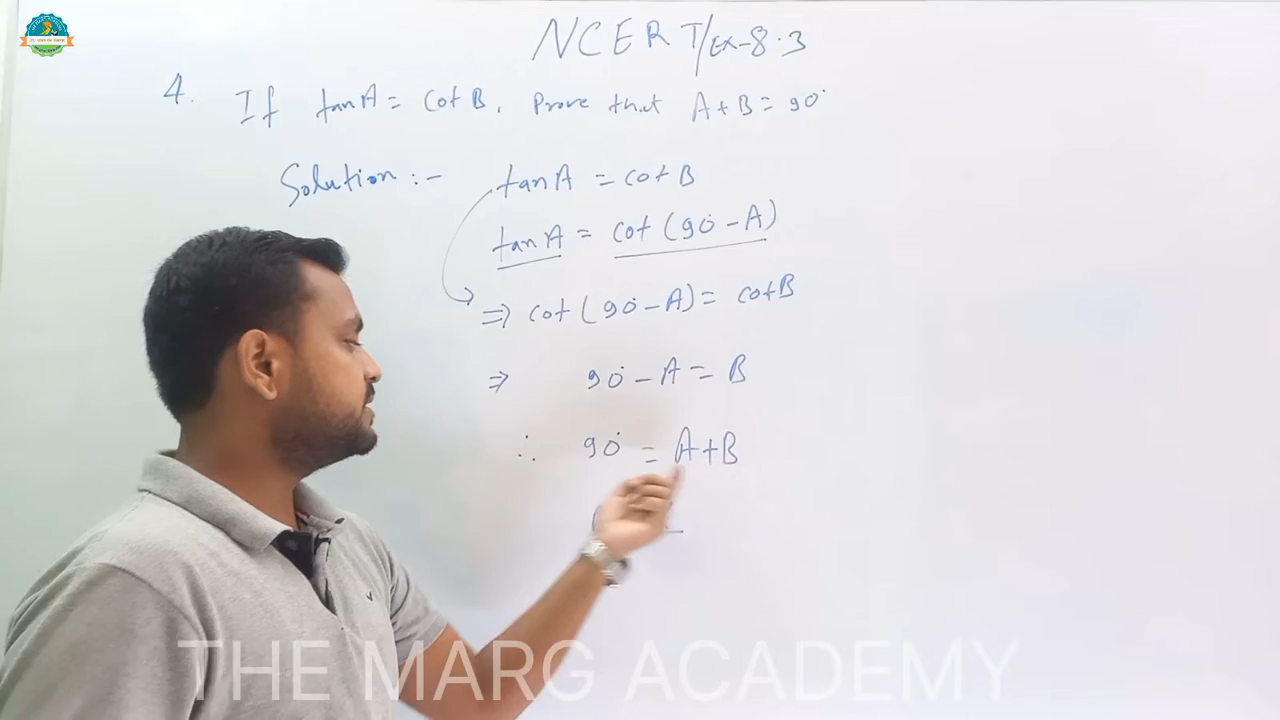 NCERT/Ex-8.3
4. If tanA = cotB. Prove that A+B = 90°
Solution :- tanA = cotB
tanA = cot(90° - A)
⇒ cot(90° - A) = cotB
⇒ 90° - A = B
∴ 90° = A+B
THE MARG ACADEMY